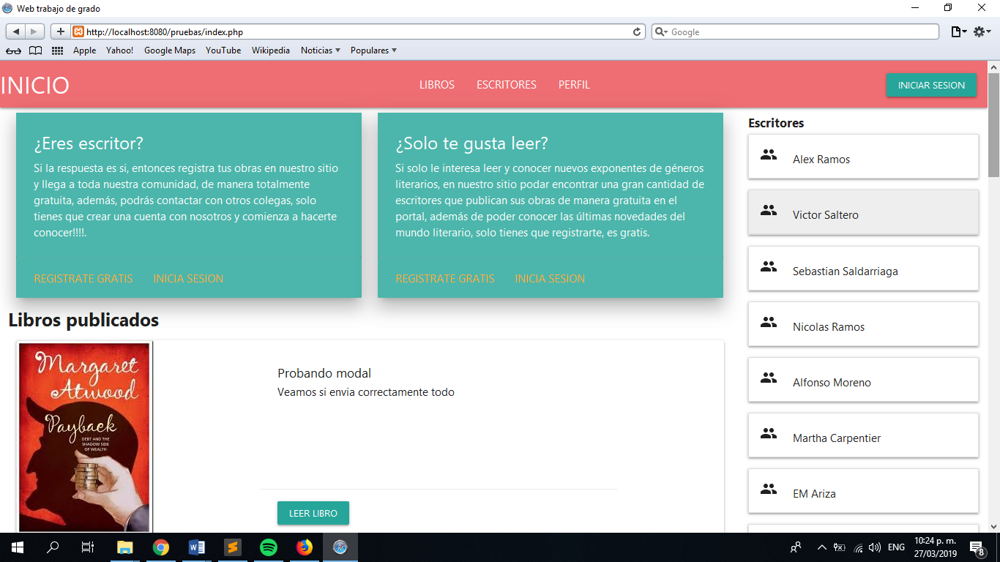 Web trabajo de grado
http://localhost:8080/pruebas/index.php
Google
Apple Yahoo! Google Maps YouTube Wikipedia Noticias Populares
INICIO
LIBROS ESCRITORES PERFIL
INICIAR SESION
¿Eres escritor?
Si la respuesta es si, entonces registra tus obras en nuestro sitio
y llega a toda nuestra comunidad, de manera totalmente
gratuita, además, podrás contactar con otros colegas, solo
tienes que crear una cuenta con nosotros y comienza a hacerte
conocer!!!!.
REGISTRATE GRATIS INICIA SESION
¿Solo te gusta leer?
Si solo le interesa leer y conocer nuevos exponentes de géneros
literarios, en nuestro sitio podar encontrar una gran cantidad de
escritores que publican sus obras de manera gratuita en el
portal, además de poder conocer las últimas novedades del
mundo literario, solo tienes que registrarte, es gratis.
REGISTRATE GRATIS INICIA SESION
Escritores
Alex Ramos
Victor Saltero
Sebastian Saldarriaga
Nicolas Ramos
Alfonso Moreno
Martha Carpentier
EM Ariza
Libros publicados
Margaret
Atwood
Payback
DEBT AND THE
SHADOW SIDE
OF WEALTH
Probando modal
Veamos si envia correctamente todo
LEER LIBRO
ENG
10:24 p. m.
27/03/2019
8